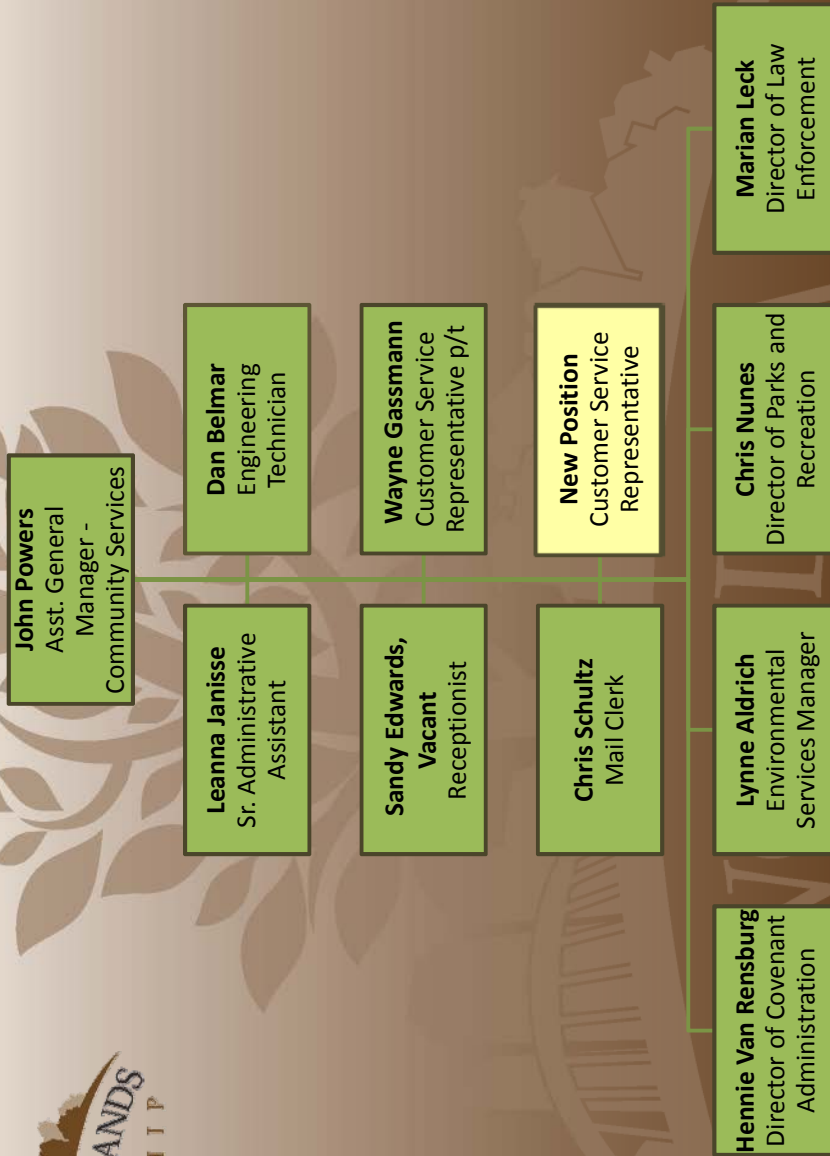 ANDS
John Powers
Asst. General
Manager -
Community Services
Leanna Janisse
Sr. Administrative
Assistant
Dan Belmar
Engineering
Technician
Sandy Edwards,
Vacant
Receptionist
Wayne Gassmann
Customer Service
Representative p/t
Chris Schultz
Mail Clerk
New Position
Customer Service
Representative
Hennie Van Rensburg
Director of Covenant
Administration
Lynne Aldrich
Environmental
Services Manager
Chris Nunes
Director of Parks and
Recreation
Marian Leck
Director of Law
Enforcement